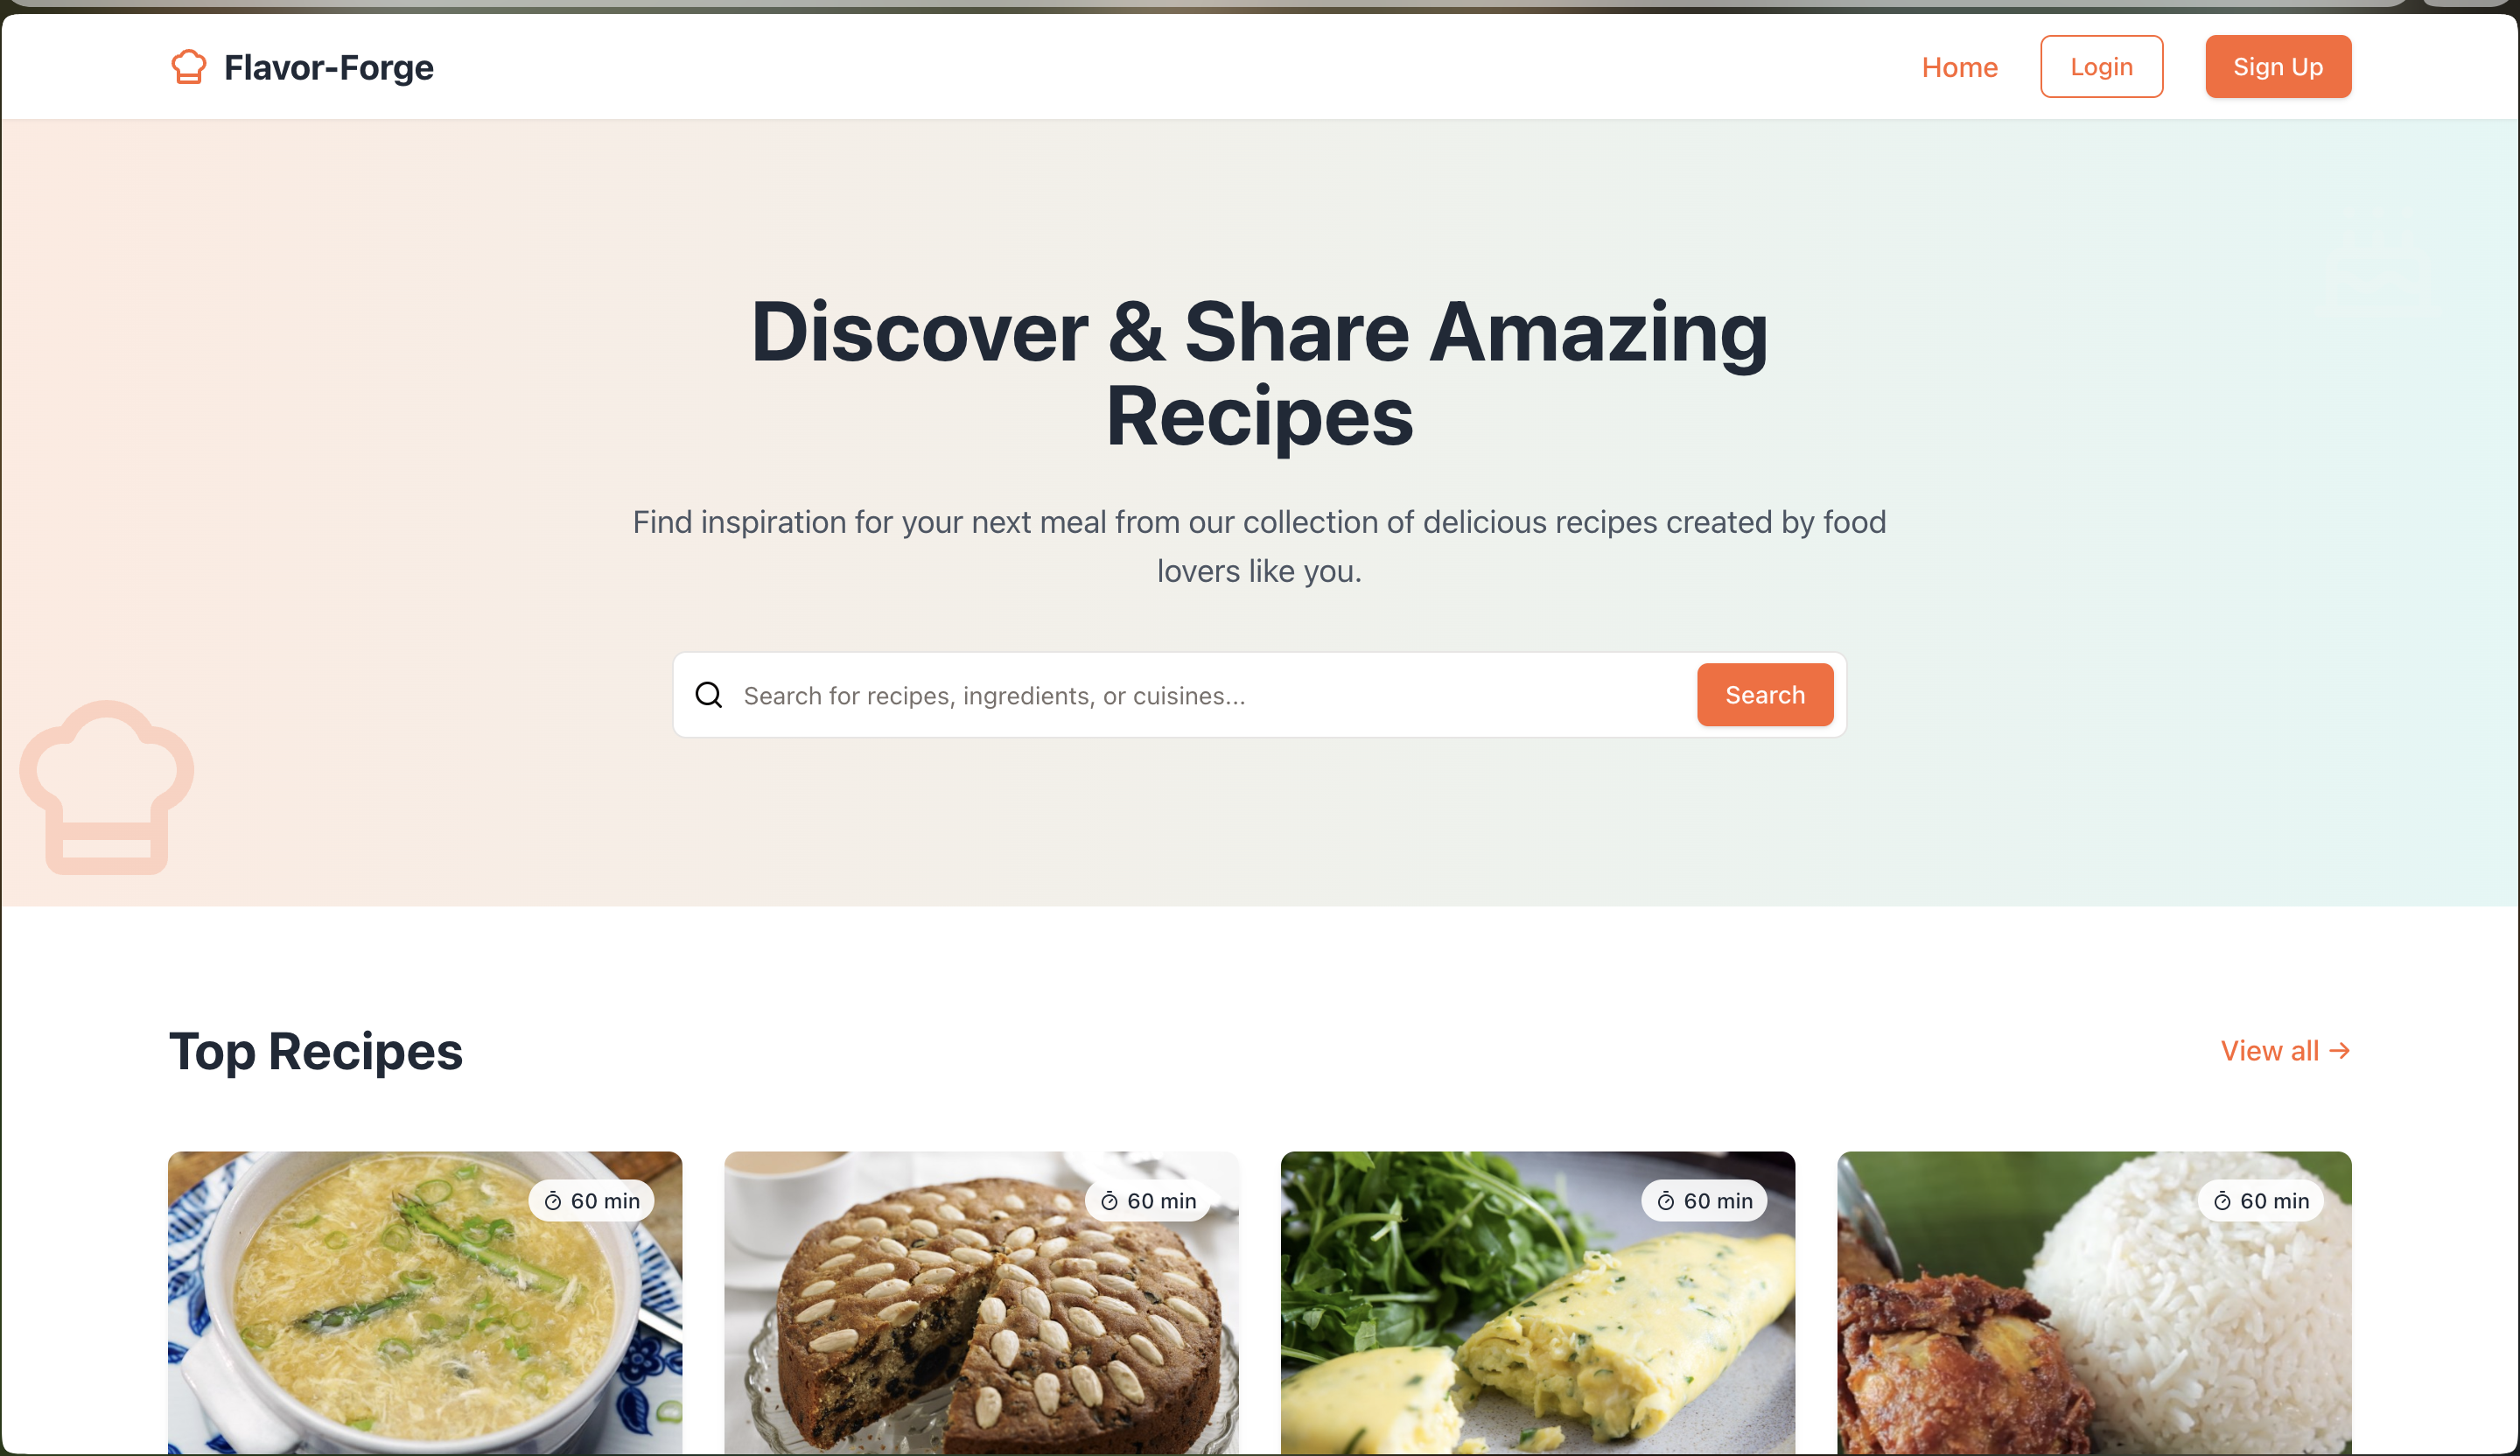 Flavor-Forge
Home
Login
Sign Up
Discover & Share Amazing
Recipes
Find inspiration for your next meal from our collection of delicious recipes created by food
lovers like you.
Search for recipes, ingredients, or cuisines...
Search
Top Recipes
View all →
60 min
60 min
60 min
60 min